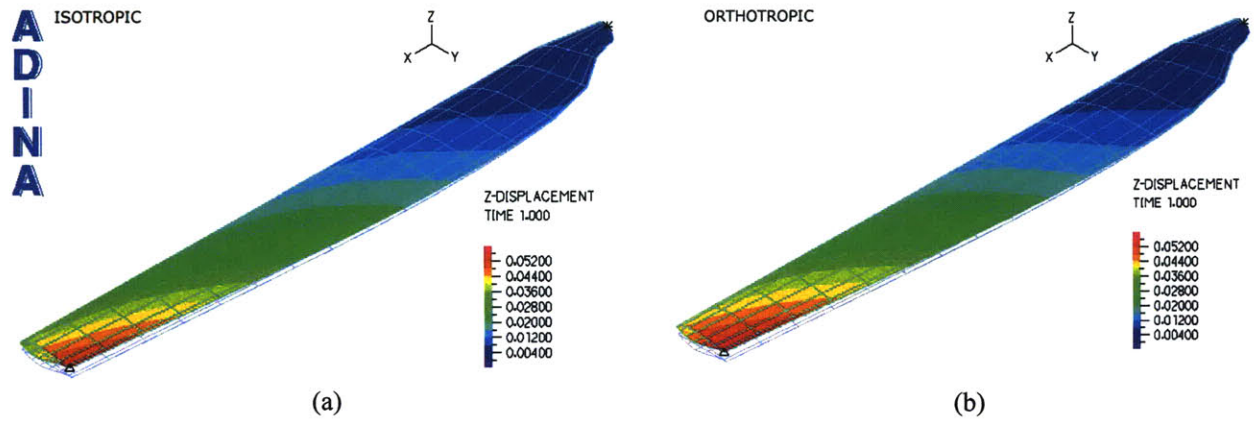 ADINA
ISOTROPIC
Z
X
Y
Z-DISPLACEMENT
TIME 1.000
0.05200
0.04400
0.03600
0.02800
0.02000
0.01200
0.00400
(a)
ORTHOTROPIC
Z
X
Y
Z-DISPLACEMENT
TIME 1.000
0.05200
0.04400
0.03600
0.02800
0.02000
0.01200
0.00400
(b)